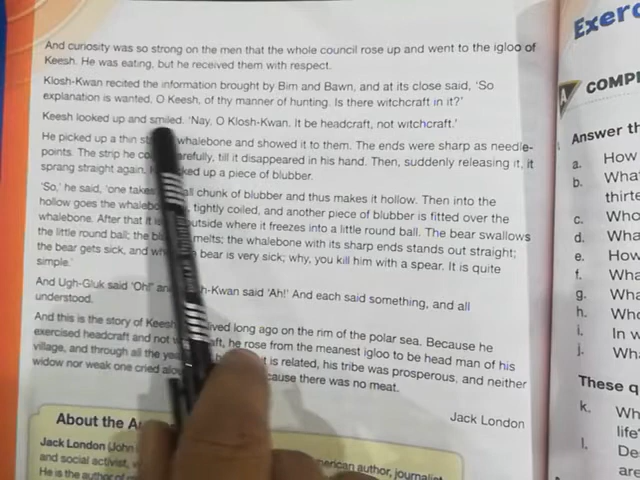 And curiosity was so strong on the men that the whole council rose up and went to the igloo of
Keesh. He was eating, but he received them with respect.
Klosh-Kwan recited the information brought by Bim and Bawn, and at its close said, 'So
explanation is wanted, O Keesh, of thy manner of hunting. Is there witchcraft in it?'
Keesh looked up and smiled. 'Nay, O Klosh-Kwan. It be headcraft, not witchcraft.'
He picked up a thin whalebone and showed it to them. The ends were sharp as needle-
points. The strip he carefully, till it disappeared in his hand. Then, suddenly releasing it, it
sprang straight again. up a piece of blubber.
'So,' he said, 'one takes chunk of blubber and thus makes it hollow. Then into the
hollow goes the tightly coiled, and another piece of blubber is fitted over the
whalebone. After that it is outside where it freezes into a little round ball. The bear swallows
the little round ball; the melts; the whalebone with its sharp ends stands out straight;
the bear gets sick, and bear is very sick; why, you kill him with a spear. It is quite
simple.'
And Ugh-Gluk said 'Oh!' said 'Ah!' And each said something, and all
understood.
And this is the story of Keesh lived long ago on the rim of the polar sea. Because he
exercised headcraft and not he rose from the meanest igloo to be head man of his
village, and through all the is related, his tribe was prosperous, and neither
widow nor weak one cried because there was no meat.
Jack London
About the
Jack London (John
and social activist, American author, journalist
He is the author of
Exerc
A COMP
Answer th
a. How
b. What
thirte
c. Who
d. Wha
e. How
f. Wha
g. Wha
h. Who
i. In w
j. Wh
These q
k. Wh
life
l. De
are